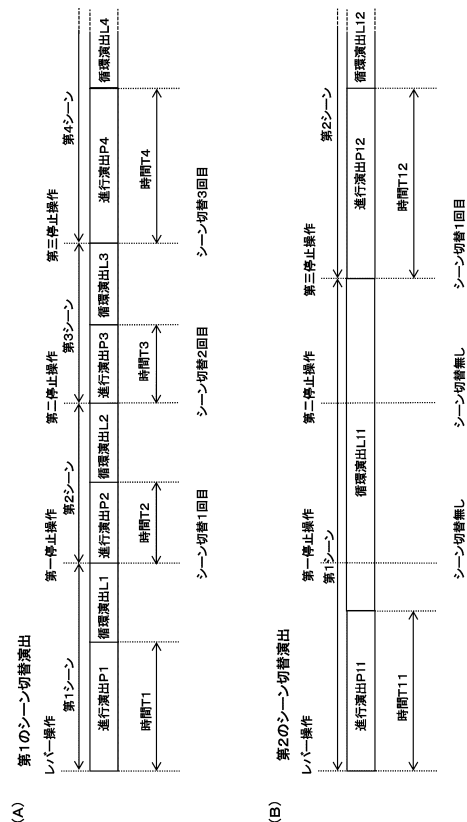 (A)
第1のシーン切替演出
レバー操作
第一停止操作
第二停止操作
第三停止操作
第1シーン
第2シーン
第3シーン
第4シーン
進行演出P1
循環演出L1
進行演出P2
循環演出L2
進行演出P3
循環演出L3
進行演出P4
循環演出L4
時間T1
時間T2
時間T3
時間T4
シーン切替1回目
シーン切替2回目
シーン切替3回目
(B)
第2のシーン切替演出
レバー操作
第一停止操作
第二停止操作
第三停止操作
第1シーン
第2シーン
進行演出P11
循環演出L11
進行演出P12
循環演出L12
時間T11
時間T12
シーン切替無し
シーン切替無し
シーン切替1回目